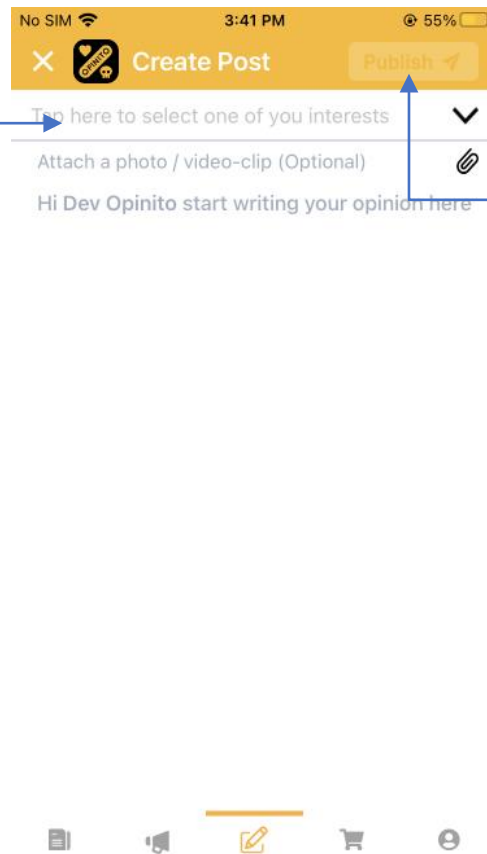 No SIM 3:41 PM 55%
OPINITO Create Post Publish
Tap here to select one of you interests
Attach a photo / video-clip (Optional)
Hi Dev Opinito start writing your opinion here